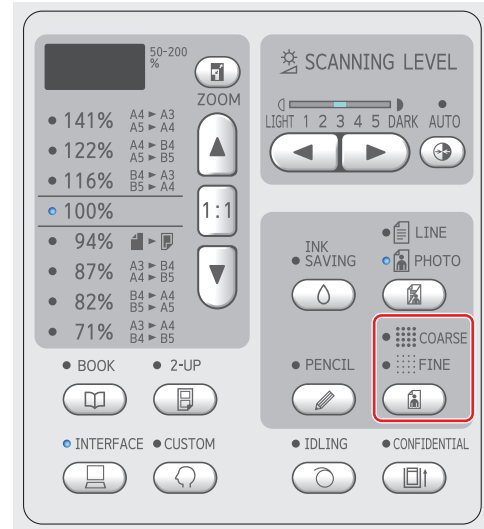 50-200
%
ZOOM
141% A4 ► A3
A5 ► A4
122% A4 ► B4
A5 ► B5
116% B4 ► A3
B5 ► A4
100%
94%
87% A3 ► B4
A4 ► B5
82% B4 ► A4
B5 ► A5
71% A3 ► A4
B4 ► B5
1:1
SCANNING LEVEL
LIGHT 1 2 3 4 5 DARK AUTO
INK
SAVING
LINE
PHOTO
PENCIL
COARSE
FINE
BOOK
2-UP
INTERFACE
CUSTOM
IDLING
CONFIDENTIAL